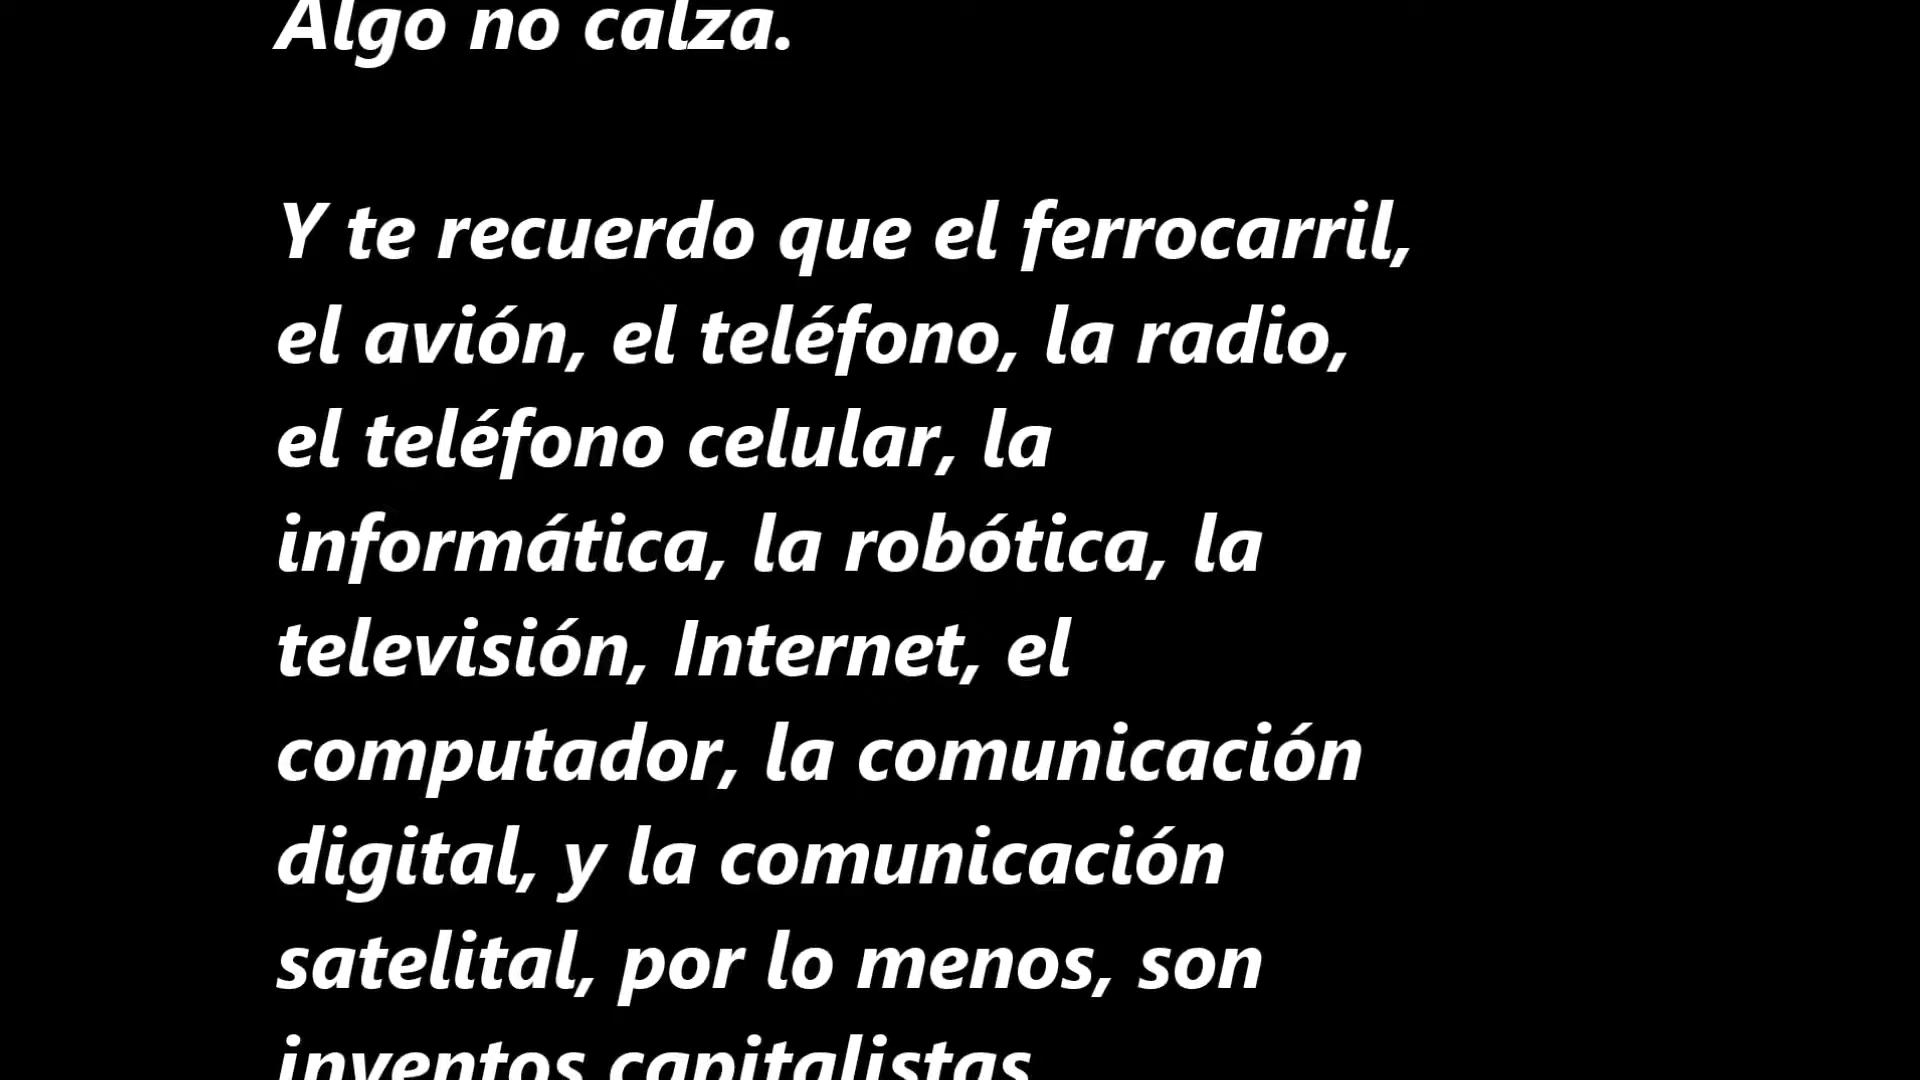 Algo no calza.
Y te recuerdo que el ferrocarril,
el avión, el teléfono, la radio,
el teléfono celular, la
informática, la robótica, la
televisión, Internet, el
computador, la comunicación
digital, y la comunicación
satelital, por lo menos, son
inventos capitalistas